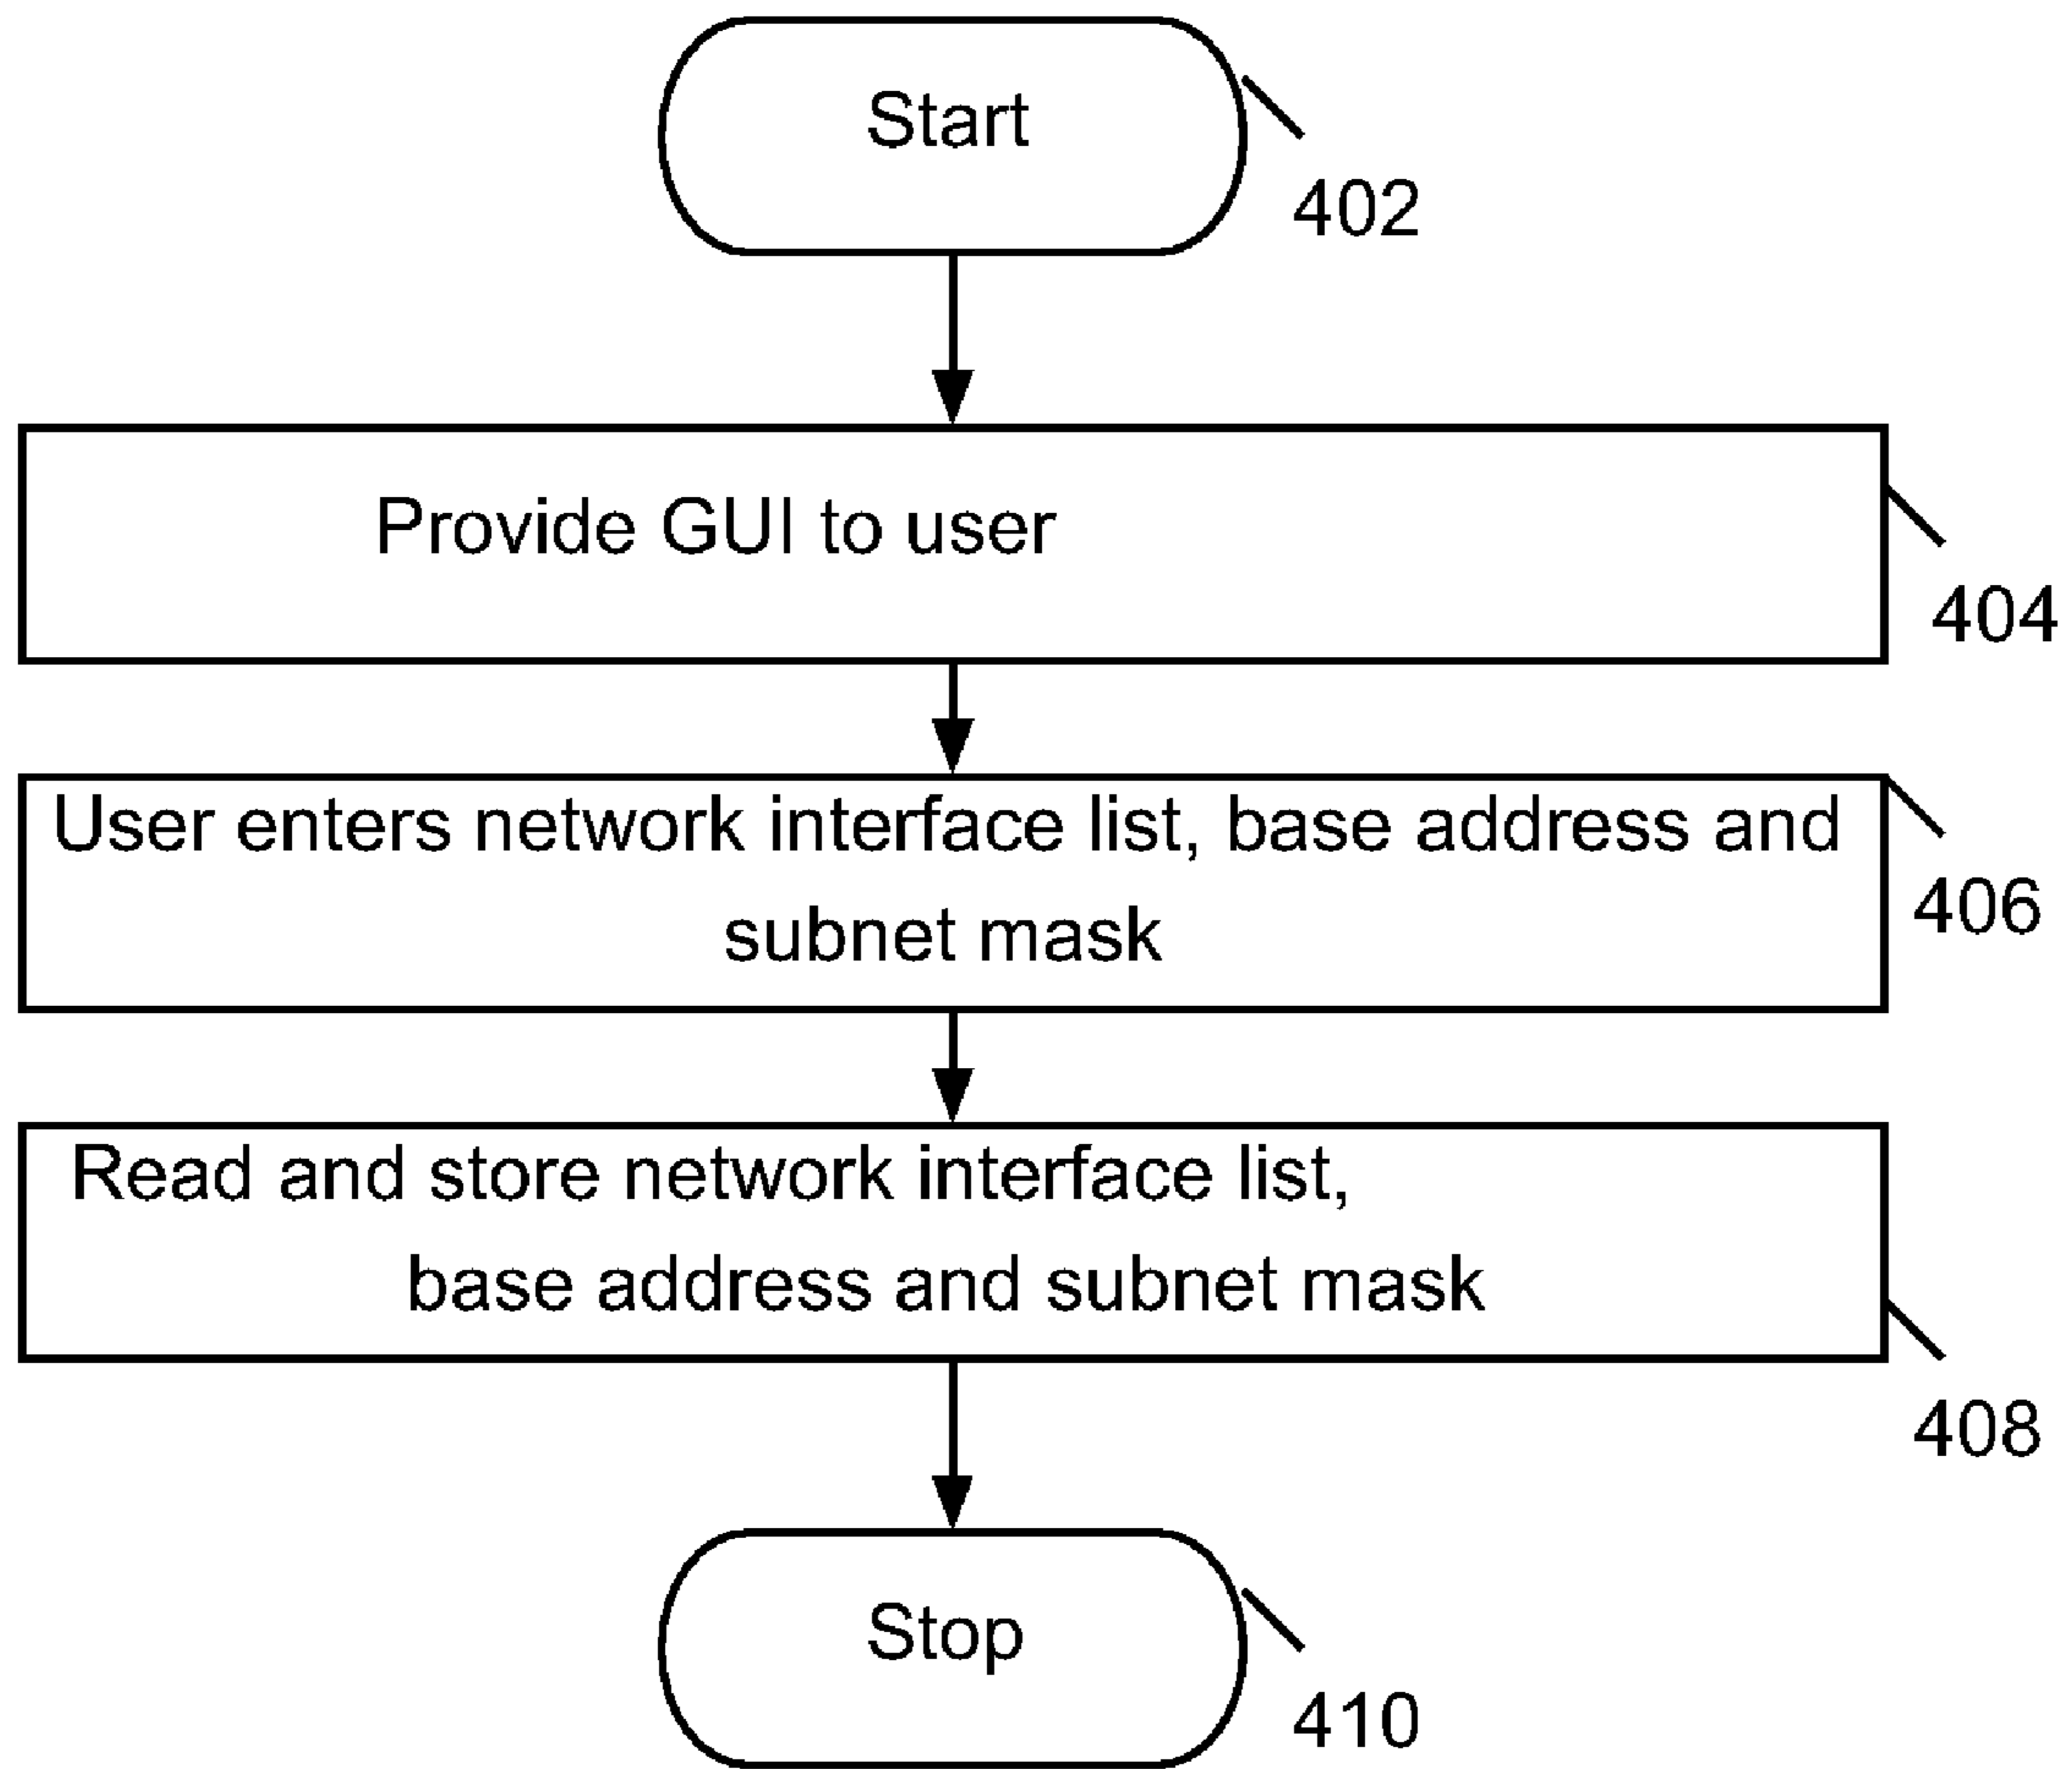 Start
402
Provide GUI to user
404
User enters network interface list, base address and
subnet mask
406
Read and store network interface list,
base address and subnet mask
408
Stop
410